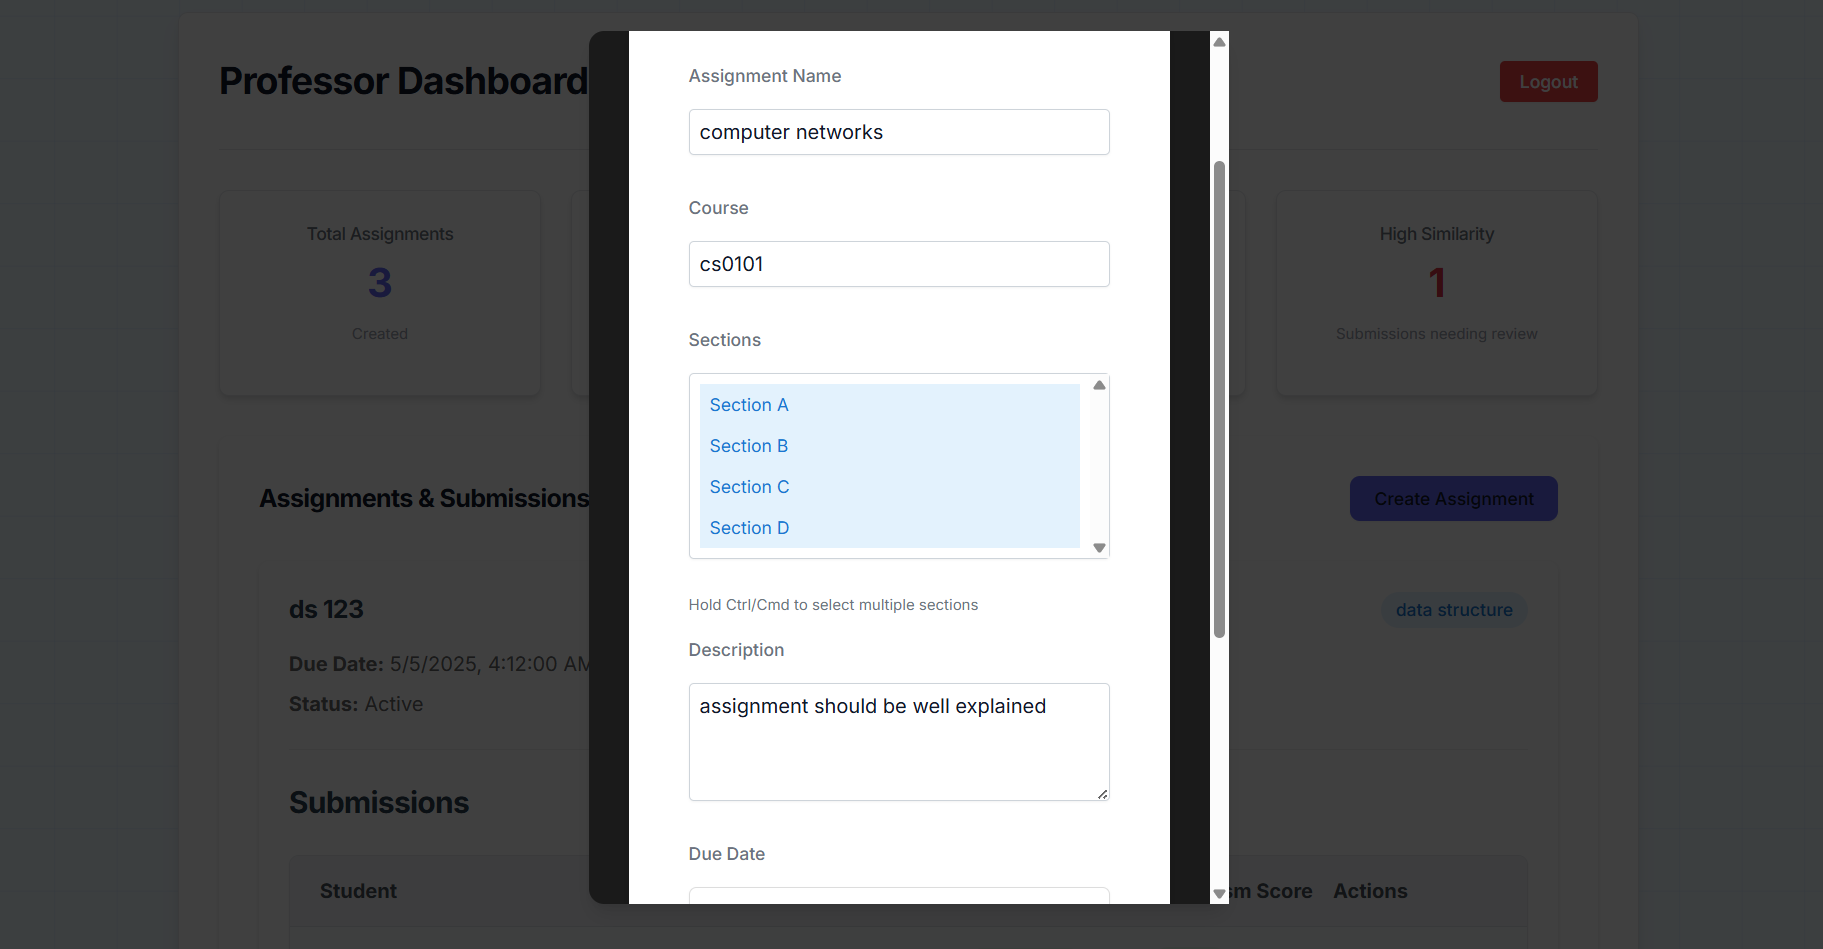 Professor Dashboard
Logout
Total Assignments
3
Created
High Similarity
1
Submissions needing review
Assignments & Submissions
Create Assignment
ds 123
data structure
Due Date: 5/5/2025, 4:12:00 AM
Status: Active
Submissions
Student
Score Actions
Assignment Name
computer networks
Course
cs0101
Sections
Section A
Section B
Section C
Section D
Hold Ctrl/Cmd to select multiple sections
Description
assignment should be well explained
Due Date